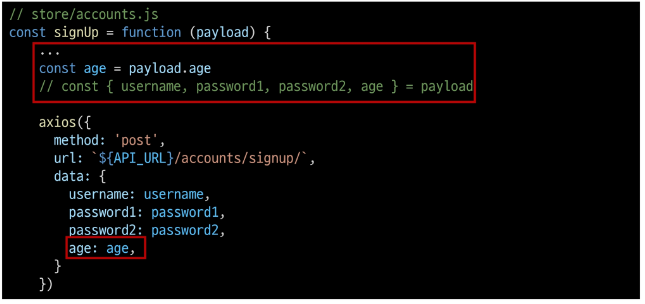 // store/accounts.js
const signUp = function (payload) {
...
const age = payload.age
// const { username, password1, password2, age } = payload
axios({
method: 'post',
url: `${API_URL}/accounts/signup/`,
data: {
username: username,
password1: password1,
password2: password2,
age: age,
}
})